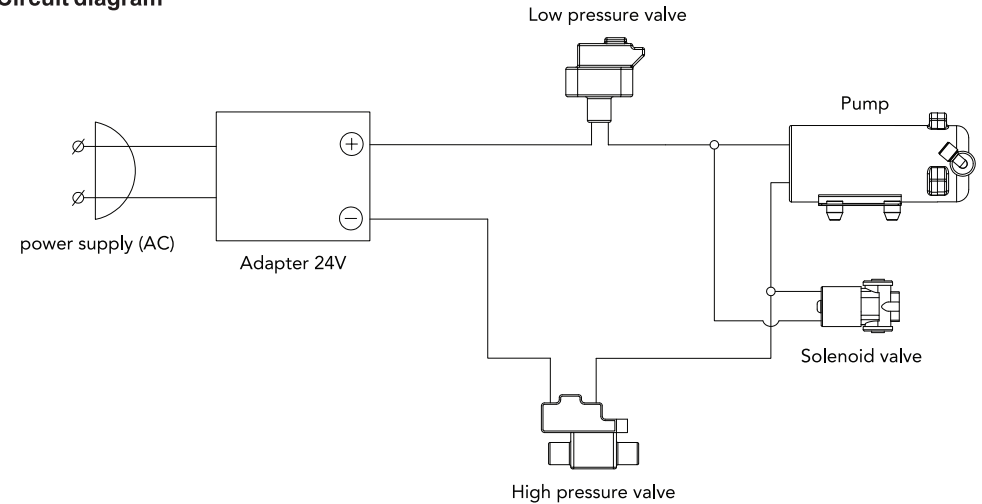 Circuit diagram
Low pressure valve
Pump
+
−
power supply (AC)
Adapter 24V
Solenoid valve
High pressure valve